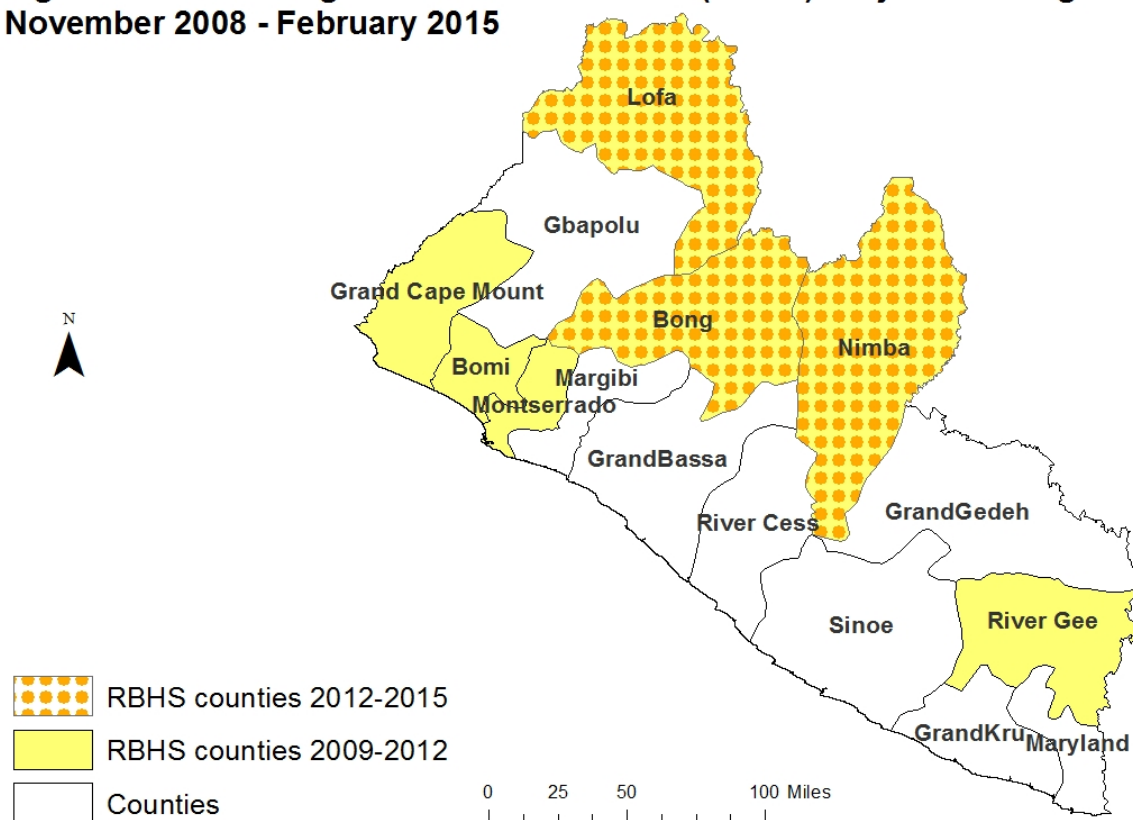 November 2008 - February 2015
Lofa
Gbapolu
Grand Cape Mount
Bong
N
Nimba
Bomi
Margibi
Montserrado
GrandBassa
GrandGedeh
River Cess
River Gee
Sinoe
GrandKru
Maryland
RBHS counties 2012-2015
RBHS counties 2009-2012
Counties
0 25 50 100 Miles